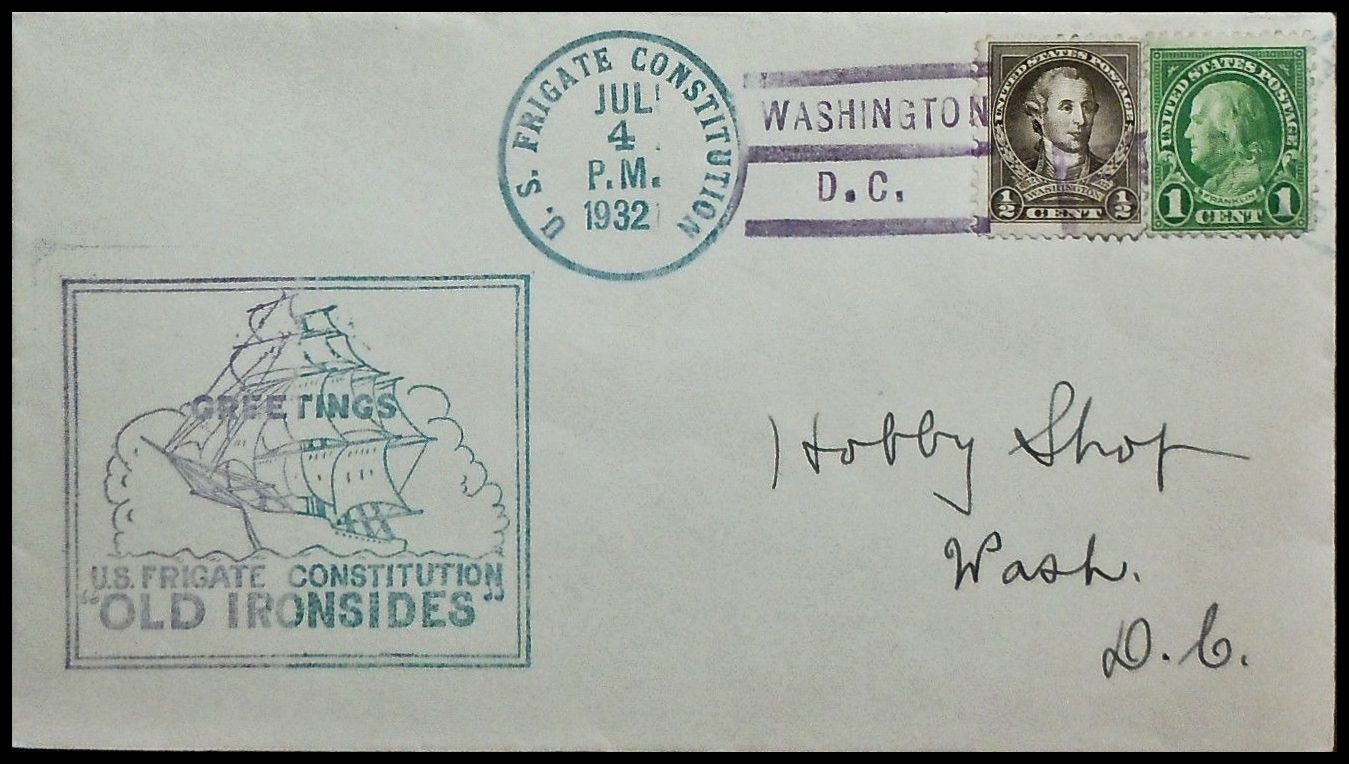 U. S. FRIGATE CONSTITUTION
JUL
4
P.M.
1932
WASHINGTON
D.C.
UNITED STATES POSTAGE
WASHINGTON
½ CENT ½
UNITED STATES POSTAGE
FRANKLIN
1 CENT 1
GREETINGS
U.S. FRIGATE CONSTITUTION
"OLD IRONSIDES"
Hobby Shop
Wash.
D.C.